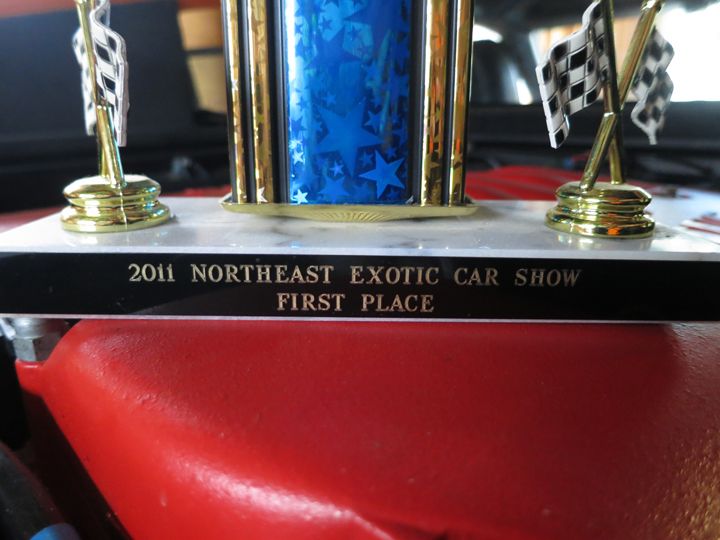 2011 NORTHEAST EXOTIC CAR SHOW
FIRST PLACE